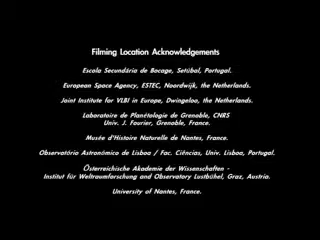 Filming Location Acknowledgements
Escola Secundária de Bocage, Setúbal, Portugal.
European Space Agency, ESTEC, Noordwijk, the Netherlands.
Joint Institute for VLBI in Europe, Dwingeloo, the Netherlands.
Laboratoire de Planétologie de Grenoble, CNRS
Univ. J. Fourier, Grenoble, France.
Musée d'Histoire Naturelle de Nantes, France.
Observatório Astronómico de Lisboa / Fac. Ciências, Univ. Lisboa, Portugal.
Österreichische Akademie der Wissenschaften -
Institut für Weltraumforschung and Observatory Lustbühel, Graz, Austria.
University of Nantes, France.